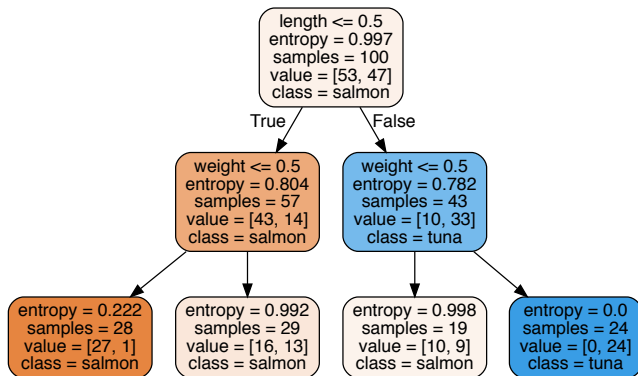 length <= 0.5
entropy = 0.997
samples = 100
value = [53, 47]
class = salmon
True
False
weight <= 0.5
entropy = 0.804
samples = 57
value = [43, 14]
class = salmon
weight <= 0.5
entropy = 0.782
samples = 43
value = [10, 33]
class = tuna
entropy = 0.222
samples = 28
value = [27, 1]
class = salmon
entropy = 0.992
samples = 29
value = [16, 13]
class = salmon
entropy = 0.998
samples = 19
value = [10, 9]
class = salmon
entropy = 0.0
samples = 24
value = [0, 24]
class = tuna